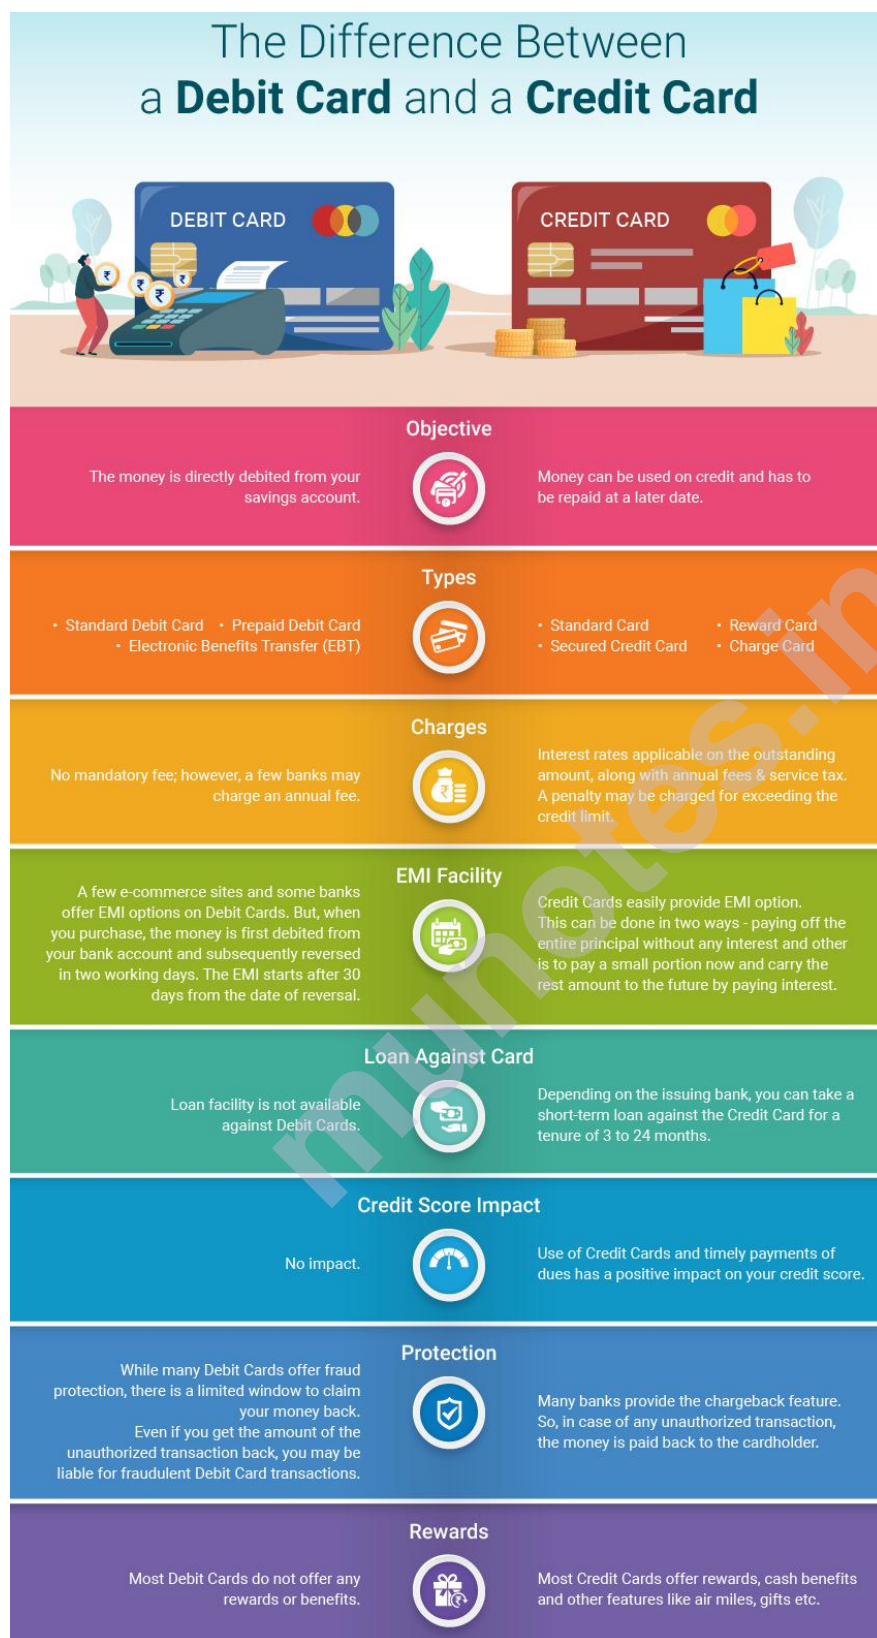 The Difference Between
a Debit Card and a Credit Card
DEBIT CARD
CREDIT CARD
₹
₹
₹
₹
Objective
The money is directly debited from your
savings account.
Money can be used on credit and has to
be repaid at a later date.
Types
• Standard Debit Card • Prepaid Debit Card
• Electronic Benefits Transfer (EBT)
• Standard Card • Reward Card
• Secured Credit Card • Charge Card
Charges
No mandatory fee; however, a few banks may
charge an annual fee.
₹
Interest rates applicable on the outstanding
amount, along with annual fees & service tax.
A penalty may be charged for exceeding the
credit limit.
EMI Facility
A few e-commerce sites and some banks
offer EMI options on Debit Cards. But, when
you purchase, the money is first debited from
your bank account and subsequently reversed
in two working days. The EMI starts after 30
days from the date of reversal.
Credit Cards easily provide EMI option.
This can be done in two ways - paying off the
entire principal without any interest and other
is to pay a small portion now and carry the
rest amount to the future by paying interest.
Loan Against Card
Loan facility is not available
against Debit Cards.
Depending on the issuing bank, you can take a
short-term loan against the Credit Card for a
tenure of 3 to 24 months.
Credit Score Impact
No impact.
Use of Credit Cards and timely payments of
dues has a positive impact on your credit score.
Protection
While many Debit Cards offer fraud
protection, there is a limited window to claim
your money back.
Even if you get the amount of the
unauthorized transaction back, you may be
liable for fraudulent Debit Card transactions.
Many banks provide the chargeback feature.
So, in case of any unauthorized transaction,
the money is paid back to the cardholder.
Rewards
Most Debit Cards do not offer any
rewards or benefits.
₹
Most Credit Cards offer rewards, cash benefits
and other features like air miles, gifts etc.
munotes.in